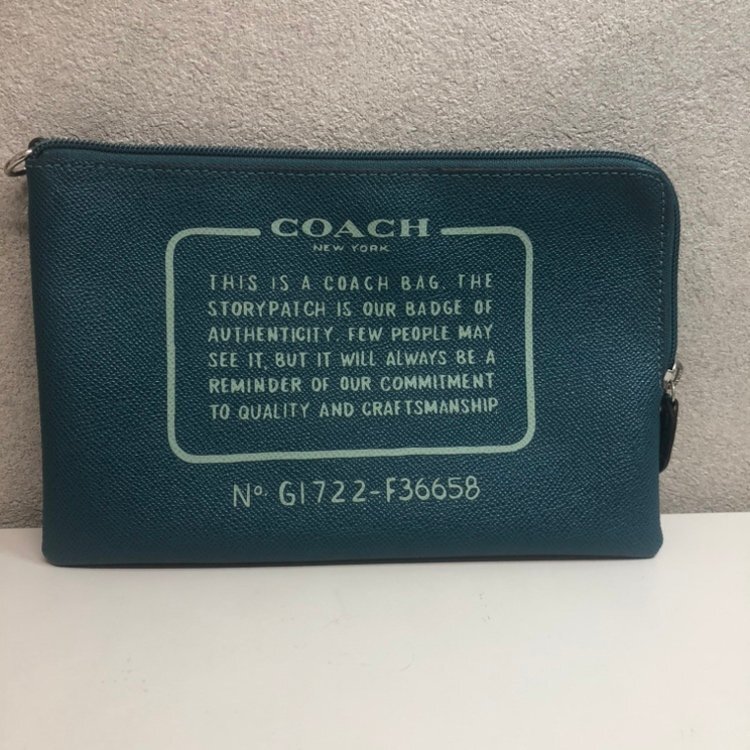 COACH
NEW YORK
THIS IS A COACH BAG. THE
STORYPATCH IS OUR BADGE OF
AUTHENTICITY. FEW PEOPLE MAY
SEE IT, BUT IT WILL ALWAYS BE A
REMINDER OF OUR COMMITMENT
TO QUALITY AND CRAFTSMANSHIP
Nº. G1722-F36658